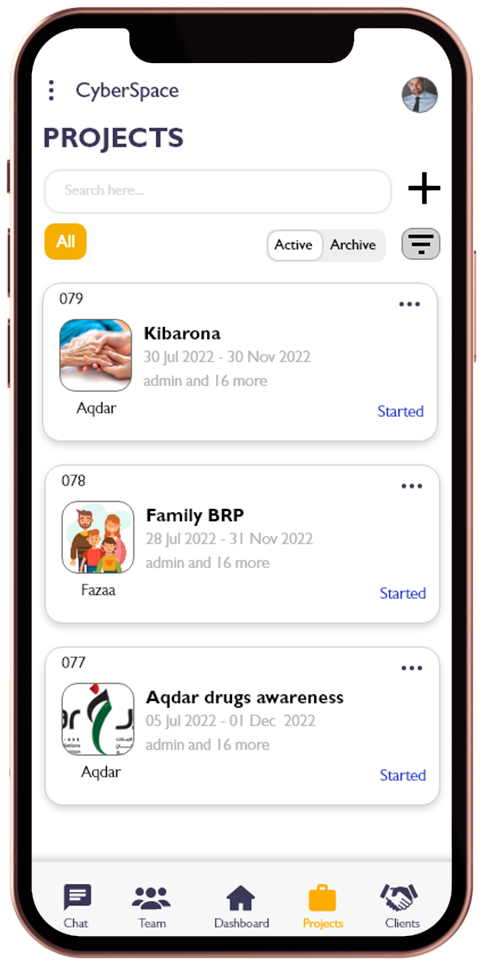 CyberSpace
PROJECTS
Search here...
All
Active Archive
079
Kibarona
30 Jul 2022 - 30 Nov 2022
admin and 16 more
Aqdar
Started
078
Family BRP
28 Jul 2022 - 31 Nov 2022
admin and 16 more
Fazaa
Started
077
Aqdar drugs awareness
05 Jul 2022 - 01 Dec 2022
admin and 16 more
Aqdar
Started
Chat Team Dashboard Projects Clients